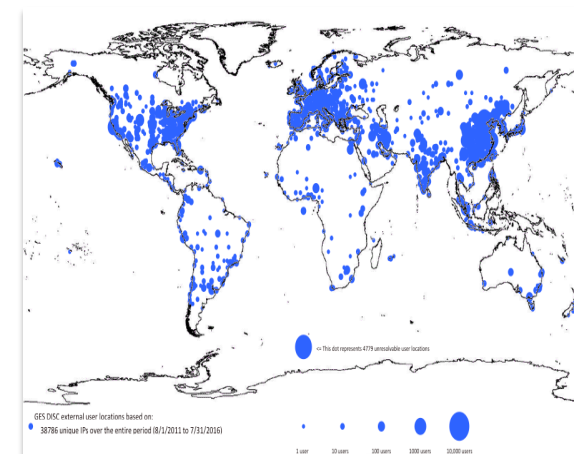 <= This dot represents 4779 unresolvable user locations
GES DISC external user locations based on:
38786 unique IPs over the entire period (8/1/2011 to 7/31/2016)
1 user 10 users 100 users 1000 users 10,000 users